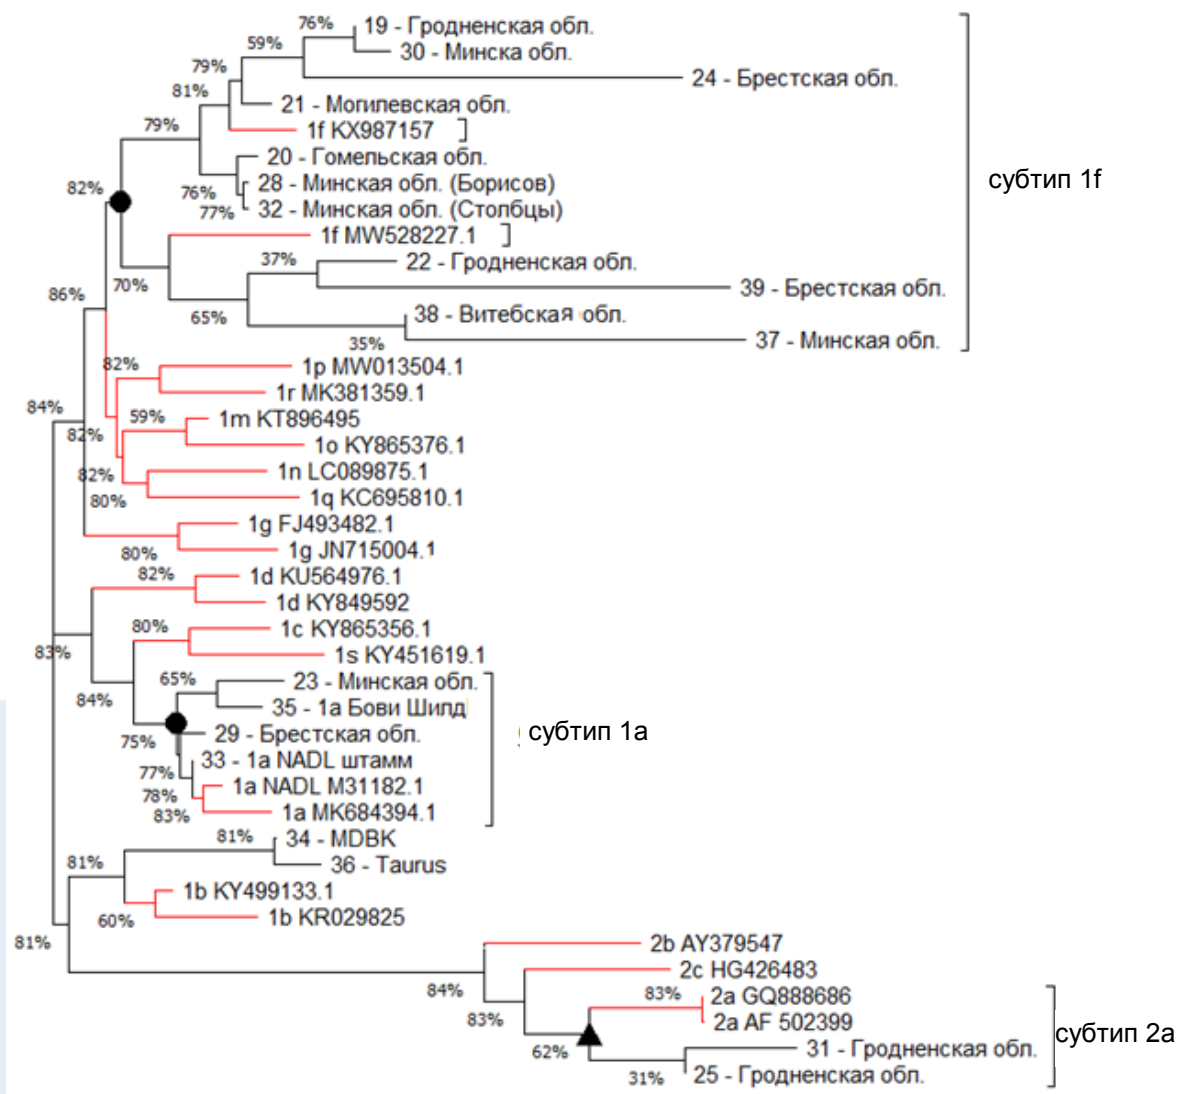 76%
19 - Гродненская обл.
59%
30 - Минска обл.
79%
24 - Брестская обл.
81%
21 - Могилевская обл.
79%
1f KX987157
20 - Гомельская обл.
82%
76%
28 - Минская обл. (Борисов)
субтип 1f
77%
32 - Минская обл. (Столбцы)
1f MW528227.1
37%
22 - Гродненская обл.
70%
86%
39 - Брестская обл.
65%
38 - Витебская обл.
35%
37 - Минская обл.
82%
1p MW013504.1
1r MK381359.1
84%
59%
1m KT896495
82%
1o KY865376.1
82%
1n LC089875.1
80%
1q KC695810.1
1g FJ493482.1
80%
1g JN715004.1
82%
1d KU564976.1
1d KY849592
80%
1c KY865356.1
83%
1s KY451619.1
65%
23 - Минская обл.
84%
35 - 1a Бови Шилд
75%
29 - Брестская обл.
субтип 1a
33 - 1a NADL штамм
77%
1a NADL M31182.1
78%
83%
1a MK684394.1
81%
34 - MDBK
81%
36 - Taurus
1b KY499133.1
60%
1b KR029825
81%
2b AY379547
84%
2c HG426483
83%
2a GQ888686
83%
2a AF 502399
субтип 2a
62%
31 - Гродненская обл.
31%
25 - Гродненская обл.